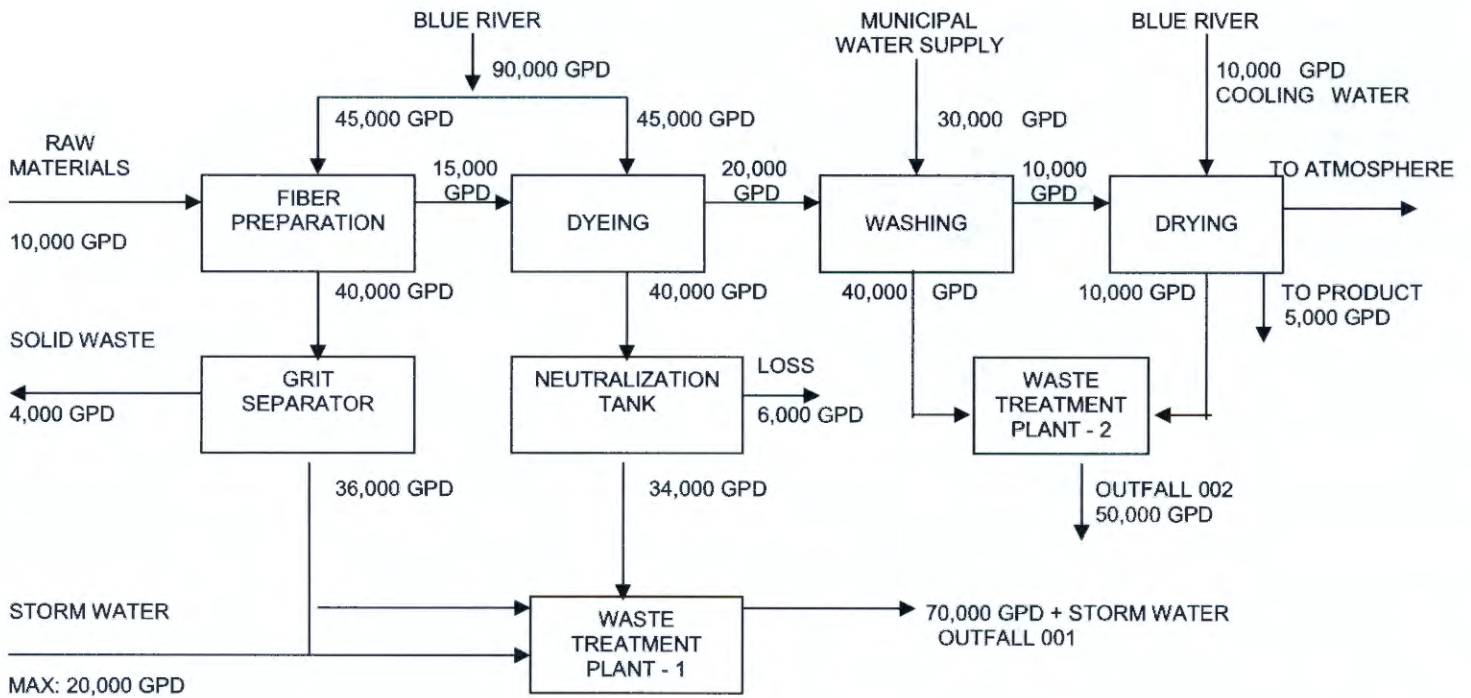 BLUE RIVER
MUNICIPAL
WATER SUPPLY
BLUE RIVER
90,000 GPD
10,000 GPD
COOLING WATER
45,000 GPD
45,000 GPD
30,000 GPD
RAW
MATERIALS
15,000
GPD
20,000
GPD
10,000
GPD
TO ATMOSPHERE
FIBER
PREPARATION
DYEING
WASHING
DRYING
10,000 GPD
40,000 GPD
40,000 GPD
40,000 GPD
10,000 GPD
TO PRODUCT
5,000 GPD
SOLID WASTE
GRIT
SEPARATOR
NEUTRALIZATION
TANK
LOSS
WASTE
TREATMENT
PLANT - 2
4,000 GPD
6,000 GPD
36,000 GPD
34,000 GPD
OUTFALL 002
50,000 GPD
STORM WATER
WASTE
TREATMENT
PLANT - 1
70,000 GPD + STORM WATER
OUTFALL 001
MAX: 20,000 GPD